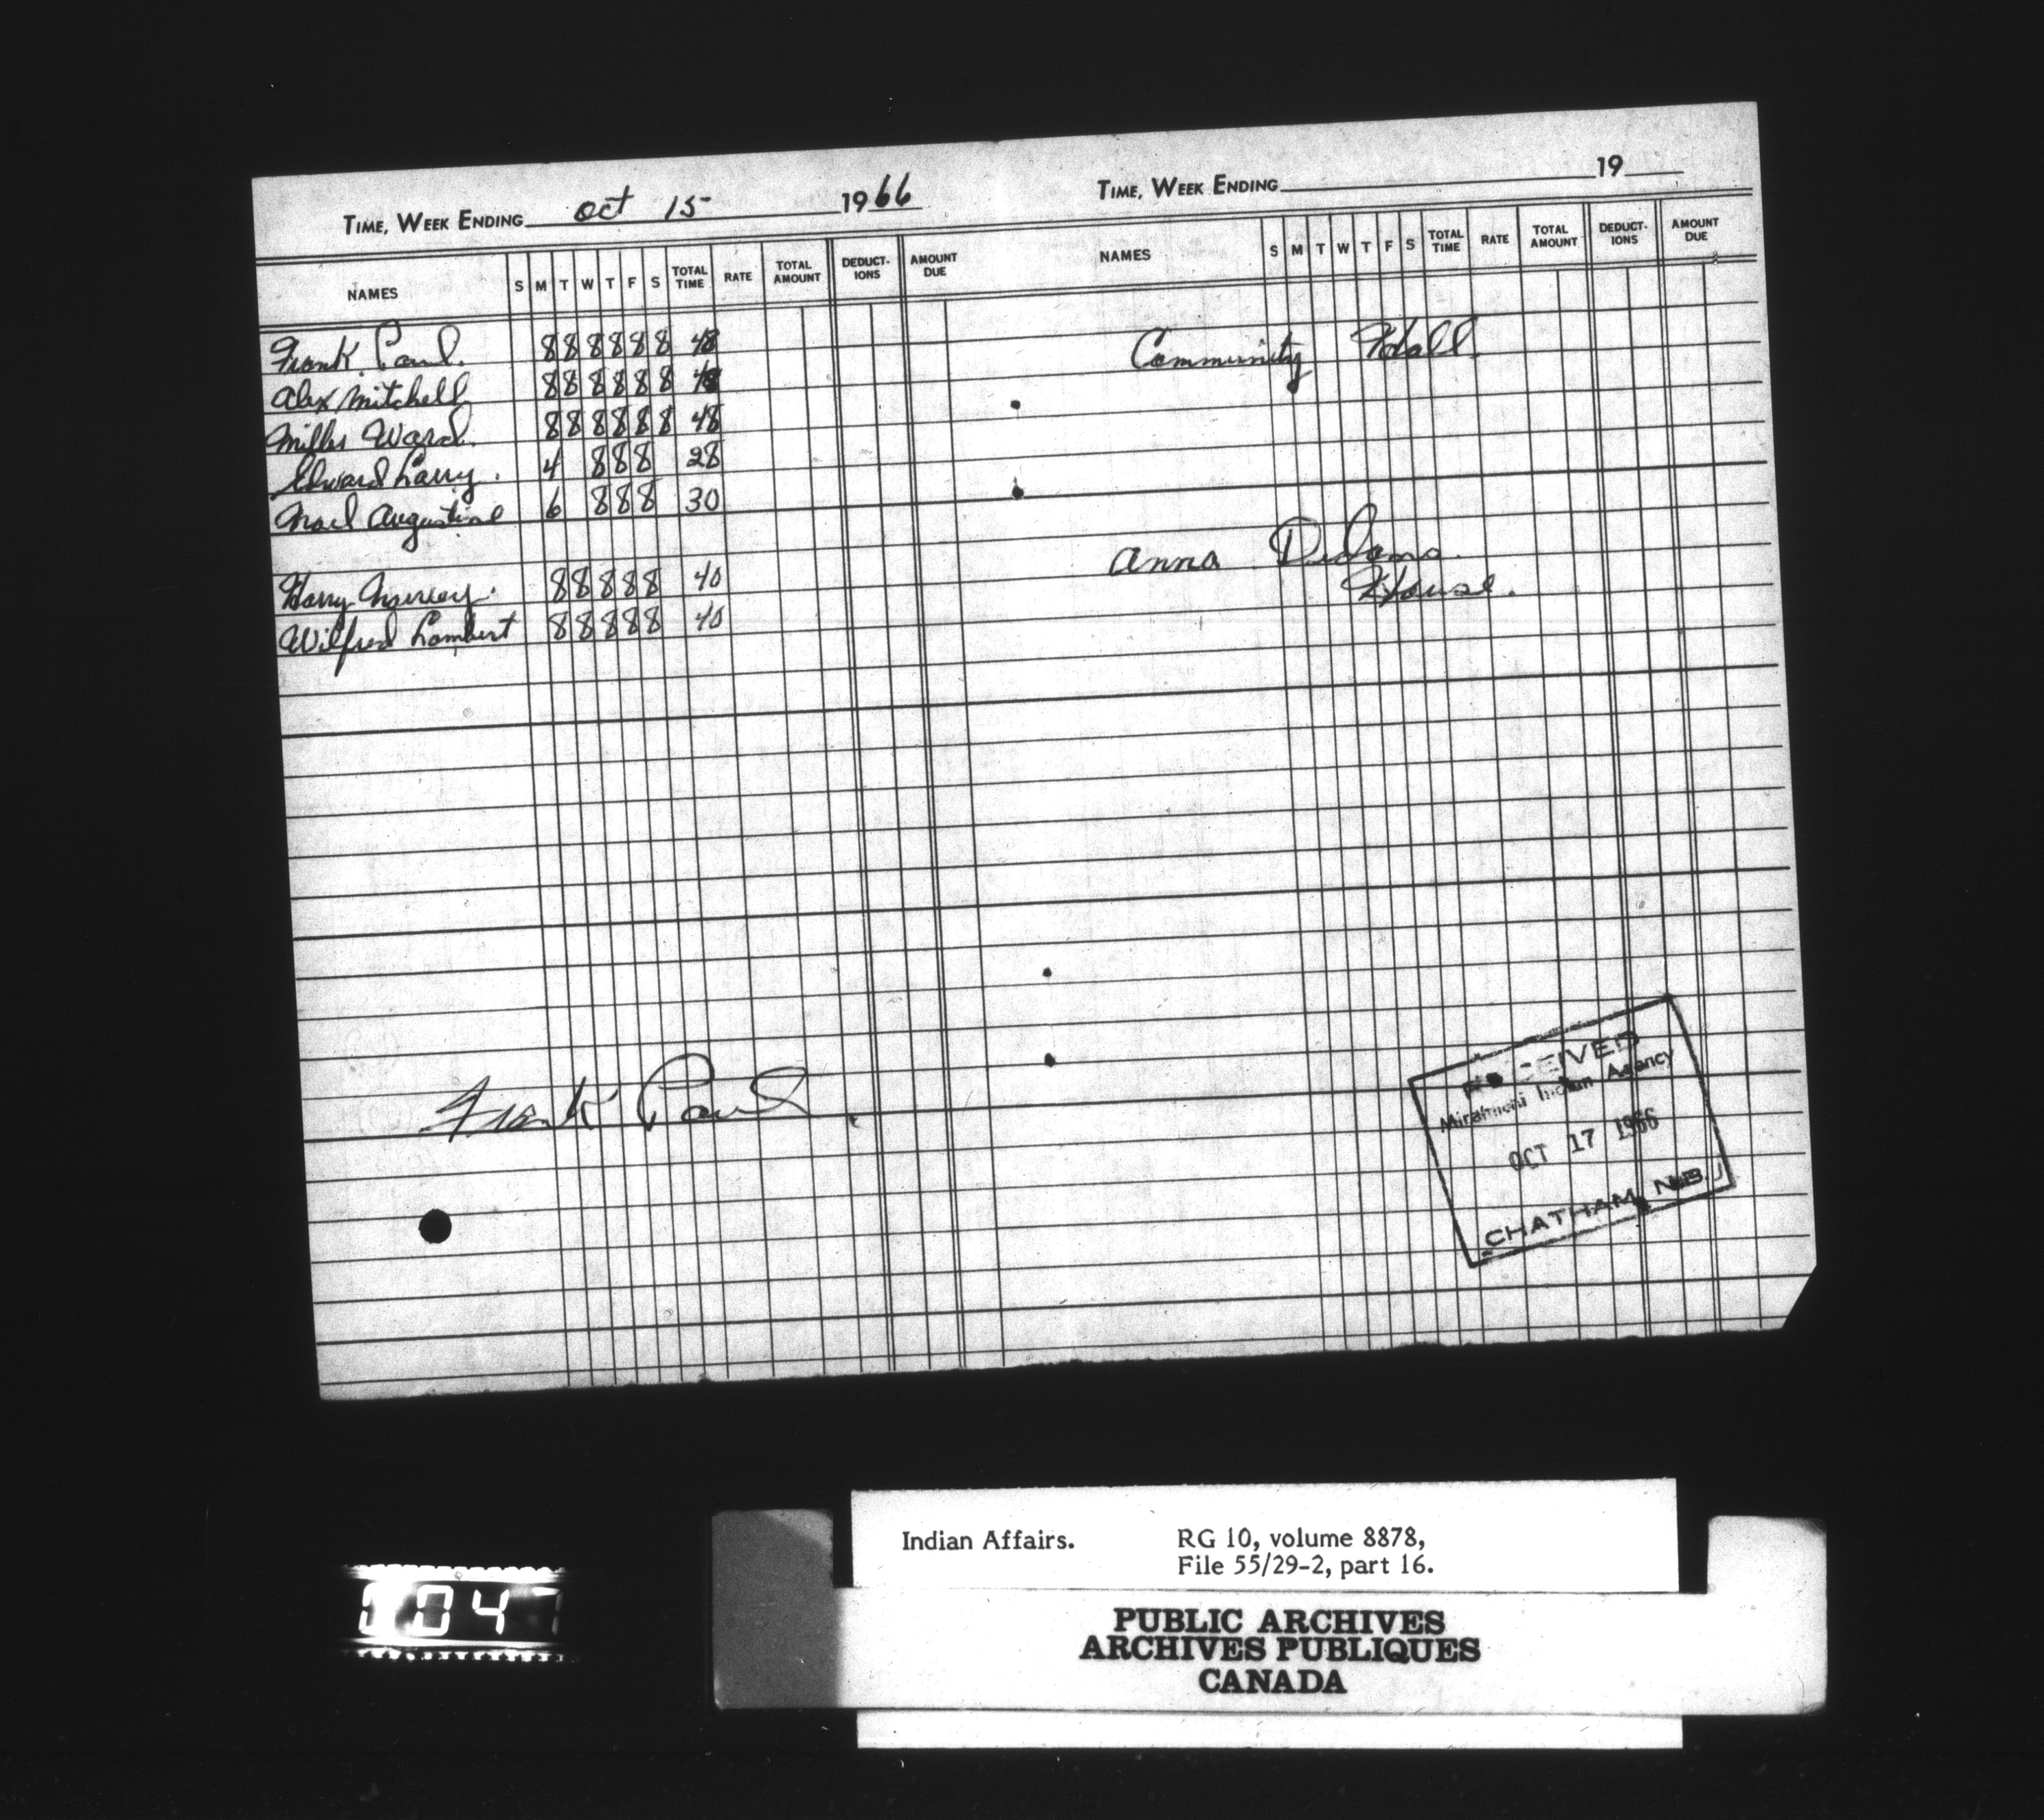 TIME, WEEK ENDING oct 15 1966
NAMES S M T W T F S TOTAL TIME RATE TOTAL AMOUNT DEDUCT-IONS AMOUNT DUE
Frank Paul. 8 8 8 8 8 8 48
Alex Mitchell 8 8 8 8 8 8 48
Milles Ward. 8 8 8 8 8 8 48
Edward Larry. 4 8 8 8 28
Noel Augustine 6 8 8 8 30
Harry 8 8 8 8 8 40
Wilfred Lambert 8 8 8 8 8 40
Frank Paul.
TIME, WEEK ENDING 19
NAMES S M T W T F S TOTAL TIME RATE TOTAL AMOUNT DEDUCT-IONS AMOUNT DUE
Community Hall.
Anna
House.
RECEIVED
Miramichi Indian Agency
OCT 17 1966
CHATHAM, N.B.
Indian Affairs. RG 10, volume 8878,
File 55/29-2, part 16.
PUBLIC ARCHIVES
ARCHIVES PUBLIQUES
CANADA